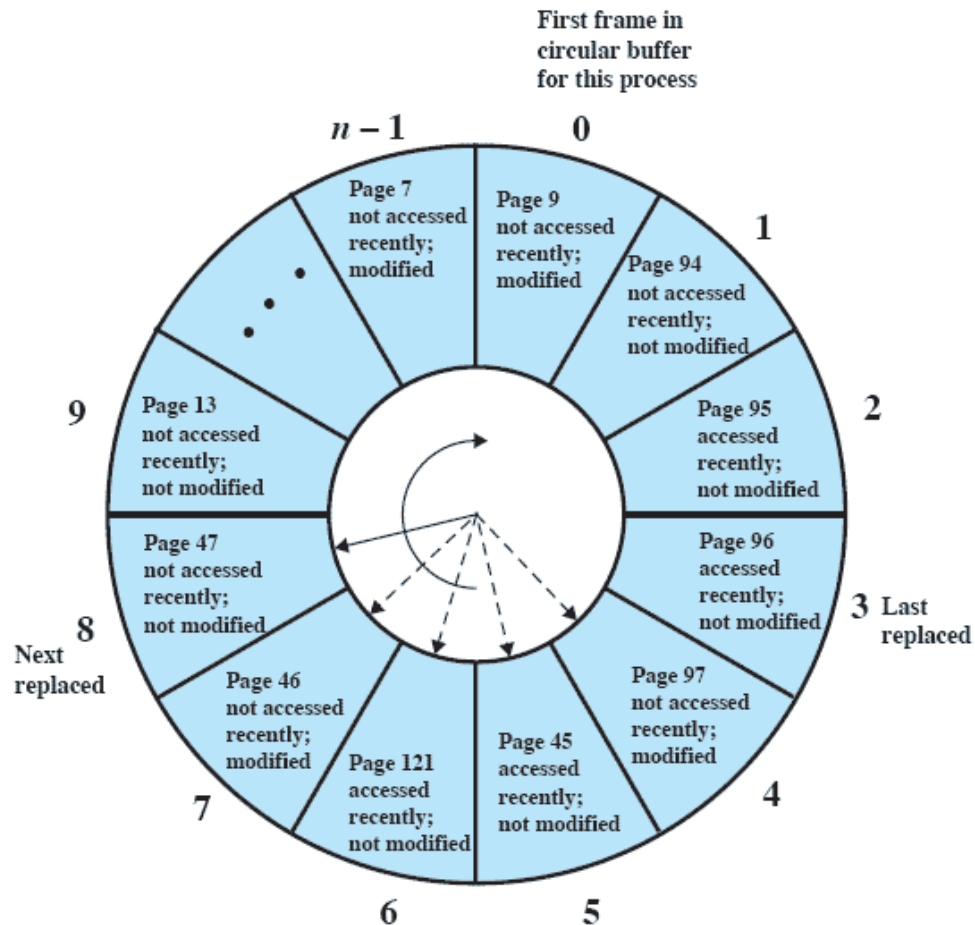 First frame in
circular buffer
for this process
n – 1
0
Page 7
not accessed
recently;
modified
Page 9
not accessed
recently;
modified
1
Page 94
not accessed
recently;
not modified
2
Page 95
accessed
recently;
not modified
3
Last
replaced
Page 96
accessed
recently;
not modified
4
Page 97
not accessed
recently;
modified
5
Page 45
accessed
recently;
not modified
6
Page 121
accessed
recently;
not modified
7
Page 46
not accessed
recently;
modified
8
Next
replaced
Page 47
not accessed
recently;
not modified
9
Page 13
not accessed
recently;
not modified